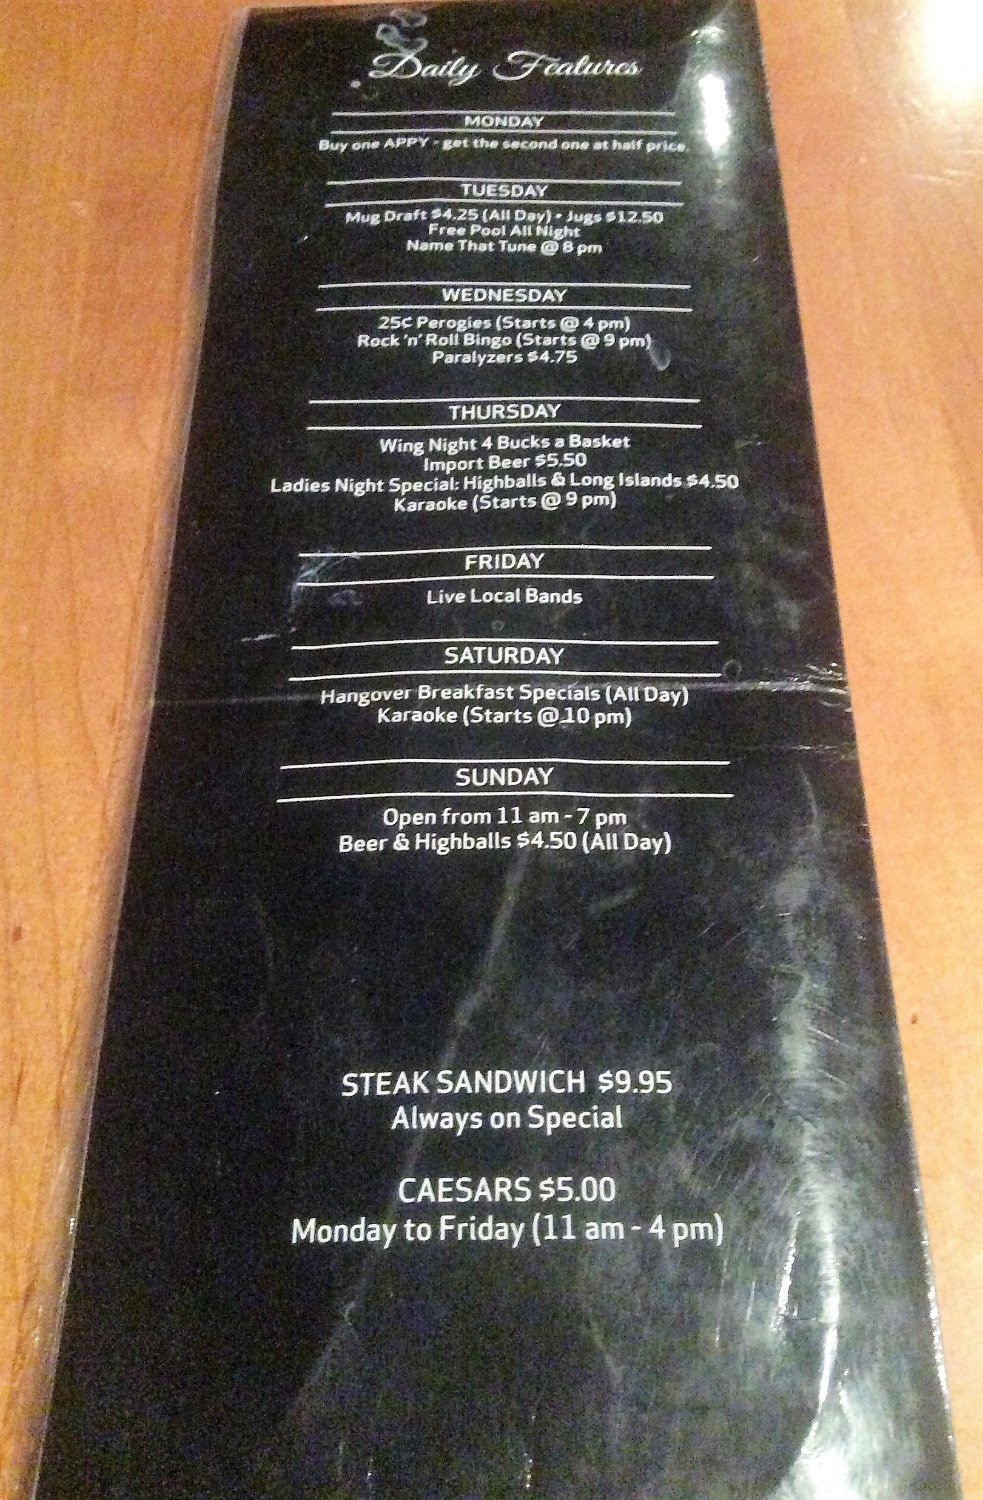 Daily Features
MONDAY
Buy one APPY - get the second one at half price.
TUESDAY
Mug Draft $4.25 (All Day) • Jugs $12.50
Free Pool All Night
Name That Tune @ 8 pm
WEDNESDAY
25¢ Perogies (Starts @ 4 pm)
Rock 'n' Roll Bingo (Starts @ 9 pm)
Paralyzers $4.75
THURSDAY
Wing Night 4 Bucks a Basket
Import Beer $5.50
Ladies Night Special: Highballs & Long Islands $4.50
Karaoke (Starts @ 9 pm)
FRIDAY
Live Local Bands
SATURDAY
Hangover Breakfast Specials (All Day)
Karaoke (Starts @ 10 pm)
SUNDAY
Open from 11 am - 7 pm
Beer & Highballs $4.50 (All Day)
STEAK SANDWICH $9.95
Always on Special
CAESARS $5.00
Monday to Friday (11 am - 4 pm)